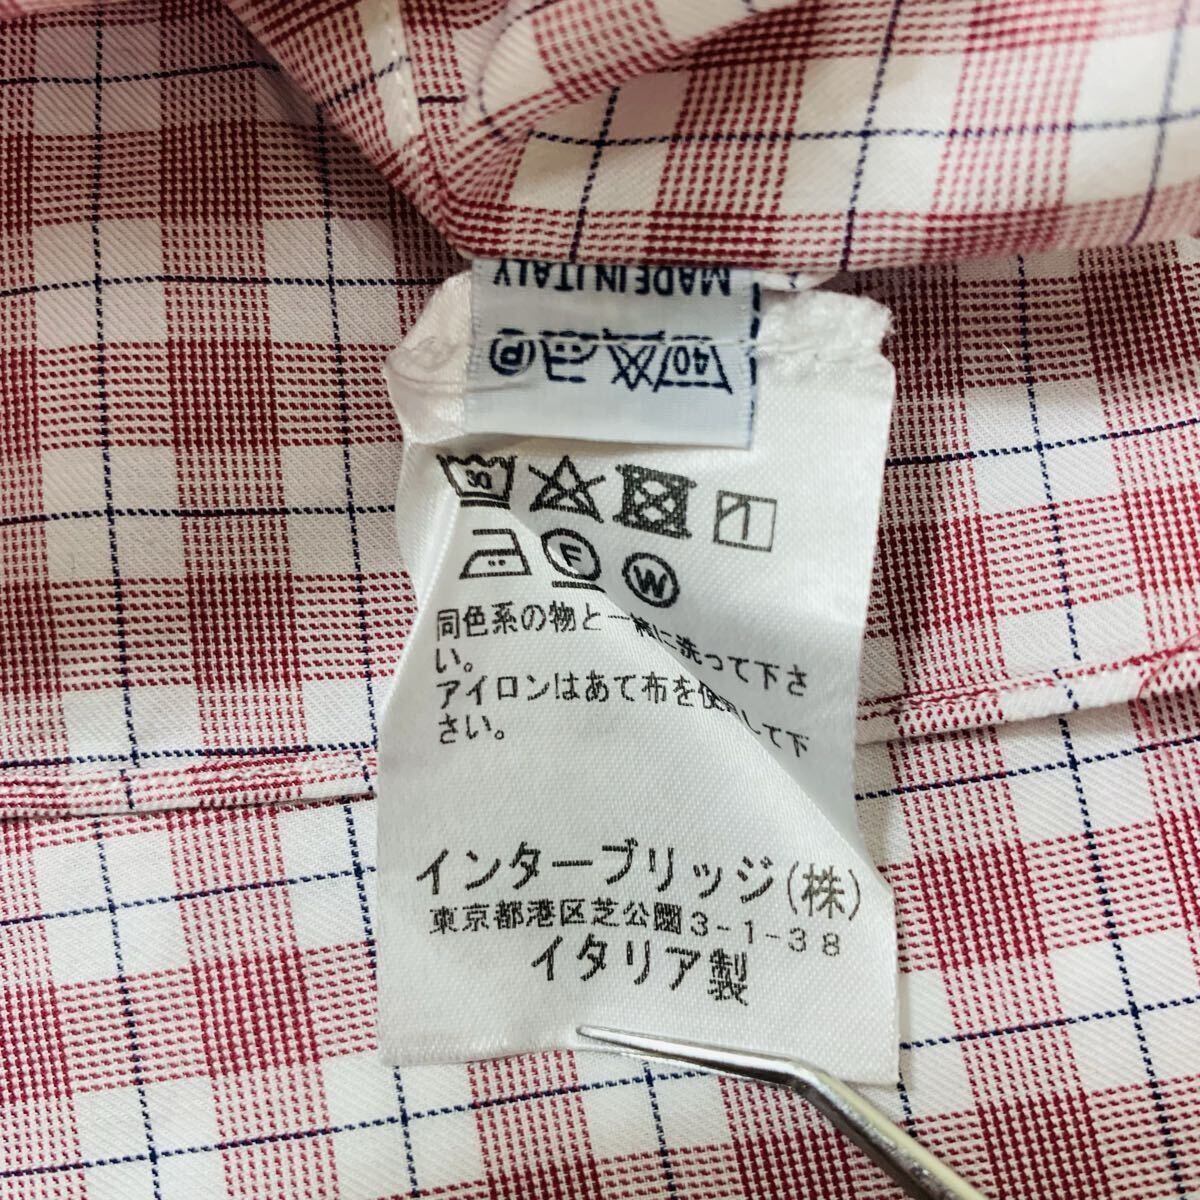 MADE IN ITALY
40 P
30
F W
同色系の物と一緒に洗って下さ
い。
アイロンはあて布を使用して下
さい。
インターブリッジ(株)
東京都港区芝公園3-1-38
イタリア製